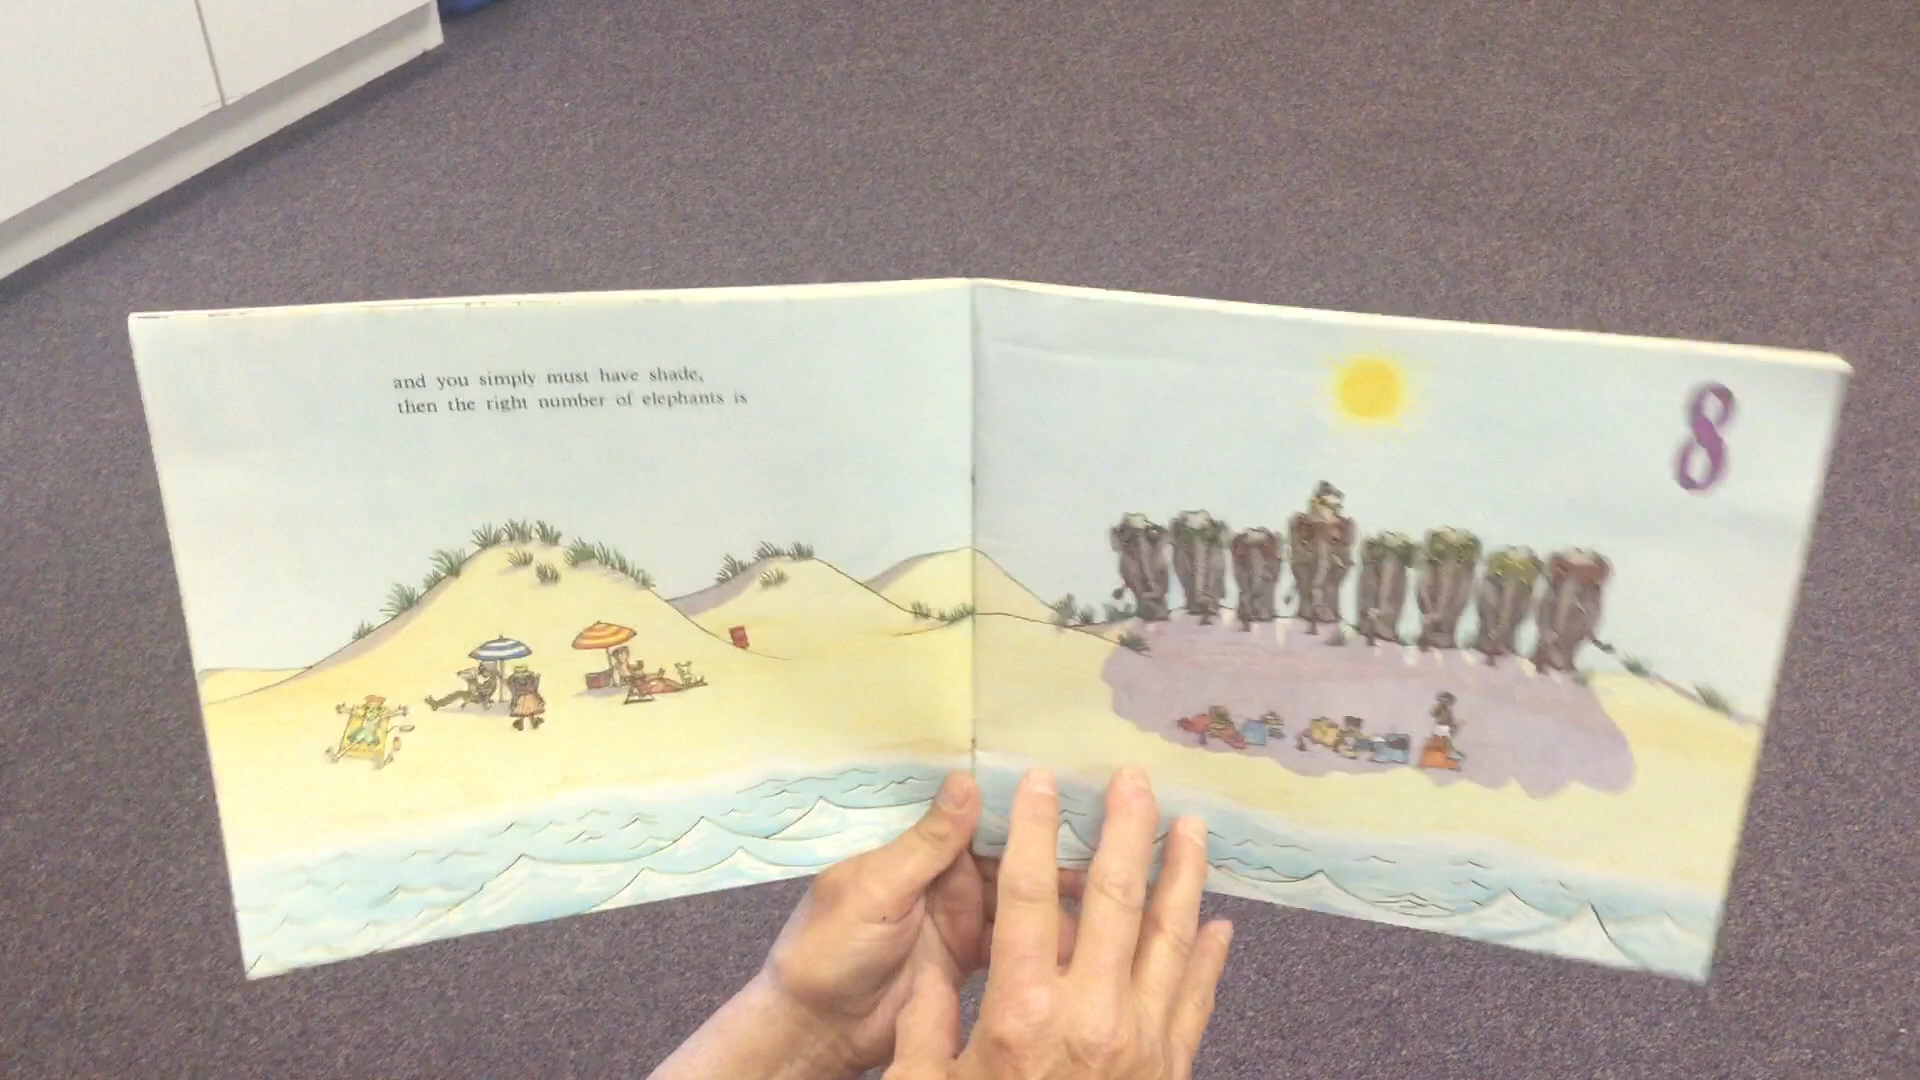 and you simply must have shade,
then the right number of elephants is
8